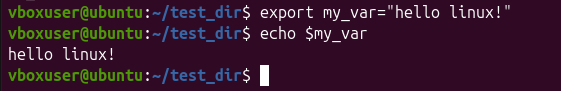 vboxuser@ubuntu:~/test_dir$ export my_var="hello linux!"
vboxuser@ubuntu:~/test_dir$ echo $my_var
hello linux!
vboxuser@ubuntu:~/test_dir$